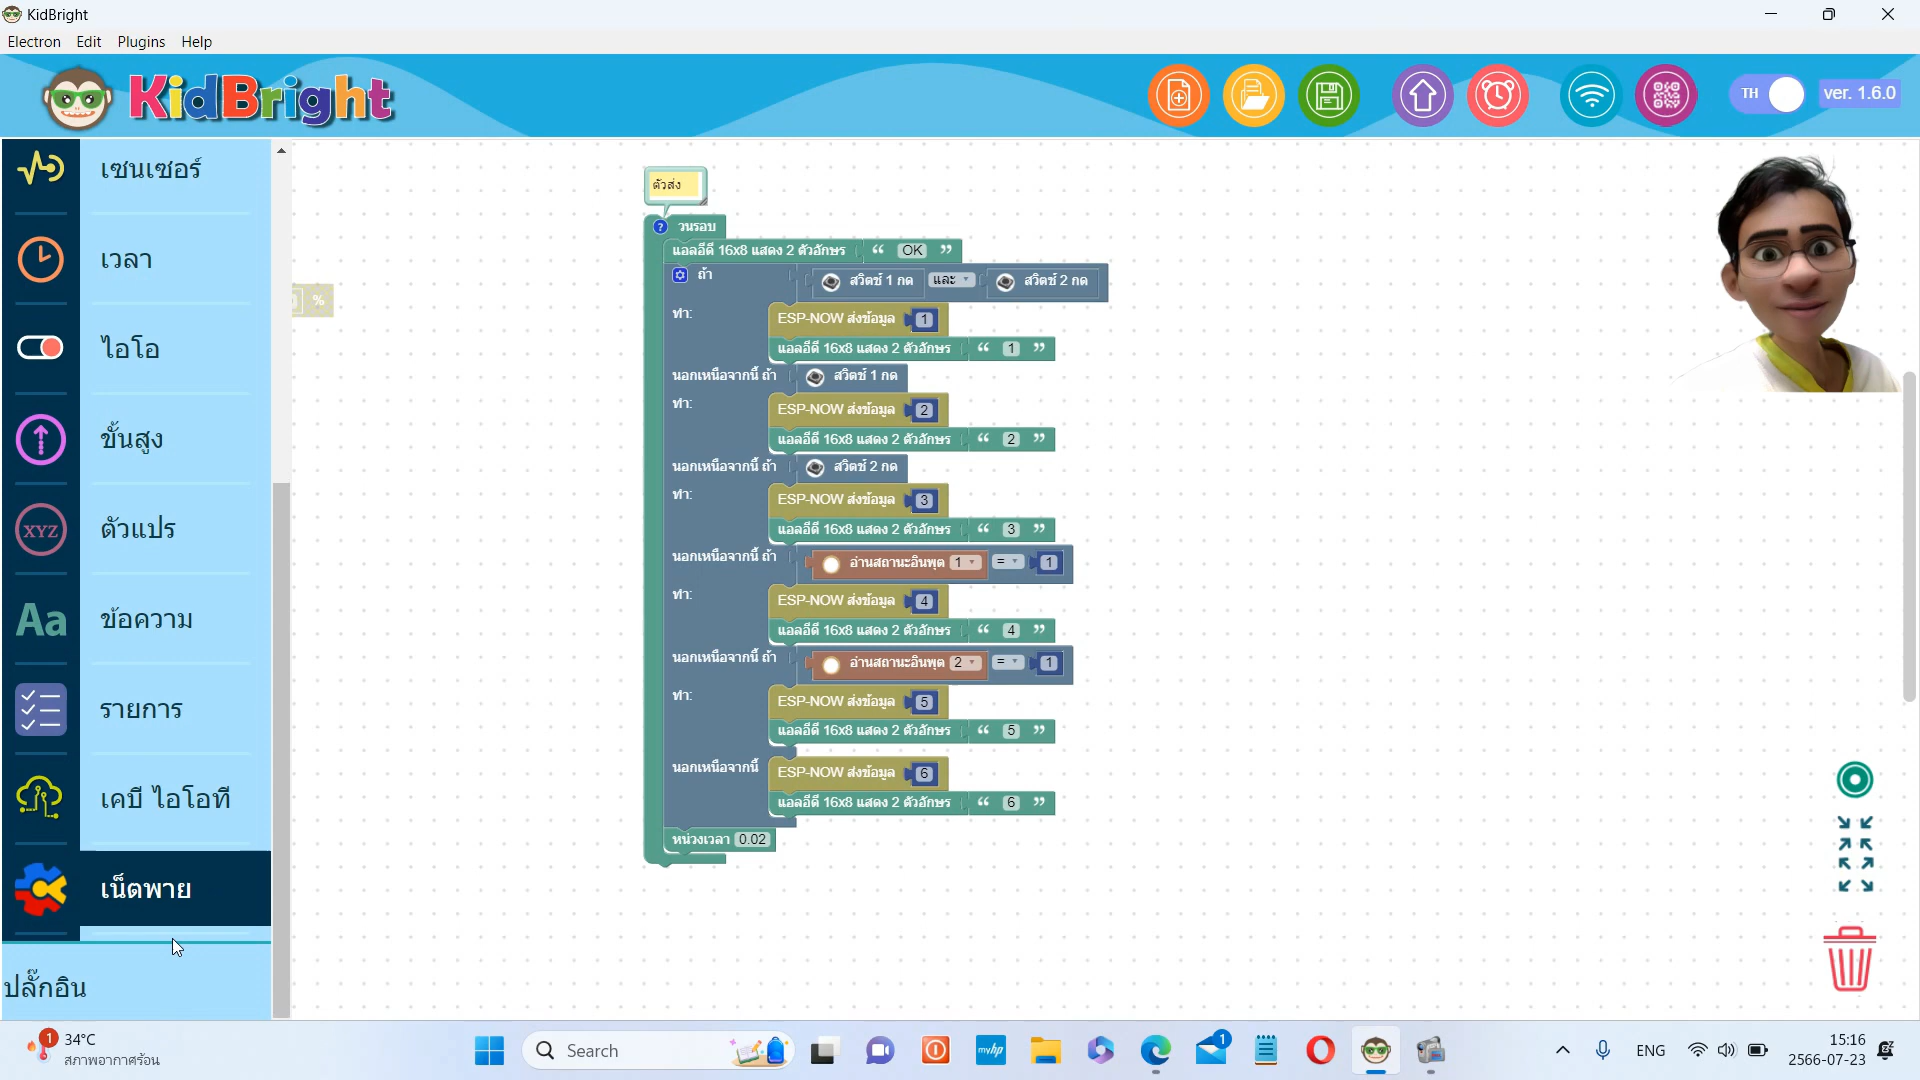 KidBright
Electron Edit Plugins Help
KidBright
TH
ver. 1.6.0
เซนเซอร์
เวลา
ไอโอ
ขั้นสูง
XYZ ตัวแปร
Aa ข้อความ
รายการ
เคบี ไอโอที
เน็ตพาย
ปลั๊กอิน
%
ตัวส่ง
? วนรอบ
แอลอีดี 16x8 แสดง 2 ตัวอักษร “ OK ”
ถ้า สวิตช์ 1 กด และ สวิตช์ 2 กด
ทำ: ESP-NOW ส่งข้อมูล 1
แอลอีดี 16x8 แสดง 2 ตัวอักษร “ 1 ”
นอกเหนือจากนี้ ถ้า สวิตช์ 1 กด
ทำ: ESP-NOW ส่งข้อมูล 2
แอลอีดี 16x8 แสดง 2 ตัวอักษร “ 2 ”
นอกเหนือจากนี้ ถ้า สวิตช์ 2 กด
ทำ: ESP-NOW ส่งข้อมูล 3
แอลอีดี 16x8 แสดง 2 ตัวอักษร “ 3 ”
นอกเหนือจากนี้ ถ้า อ่านสถานะอินพุต 1 = 1
ทำ: ESP-NOW ส่งข้อมูล 4
แอลอีดี 16x8 แสดง 2 ตัวอักษร “ 4 ”
นอกเหนือจากนี้ ถ้า อ่านสถานะอินพุต 2 = 1
ทำ: ESP-NOW ส่งข้อมูล 5
แอลอีดี 16x8 แสดง 2 ตัวอักษร “ 5 ”
นอกเหนือจากนี้ ESP-NOW ส่งข้อมูล 6
แอลอีดี 16x8 แสดง 2 ตัวอักษร “ 6 ”
หน่วงเวลา 0.02
1 34°C
สภาพอากาศร้อน
Search
myhp
1
ENG
15:16
2566-07-23